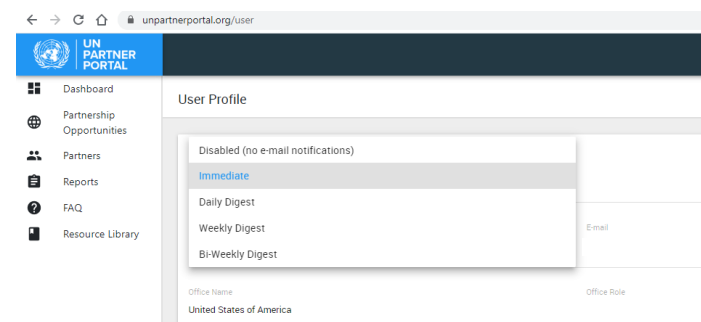 unpartnerportal.org/user
UN
PARTNER
PORTAL
Dashboard
Partnership
Opportunities
Partners
Reports
FAQ
Resource Library
User Profile
Disabled (no e-mail notifications)
Immediate
Daily Digest
Weekly Digest
Bi-Weekly Digest
E-mail
Office Name
Office Role
United States of America